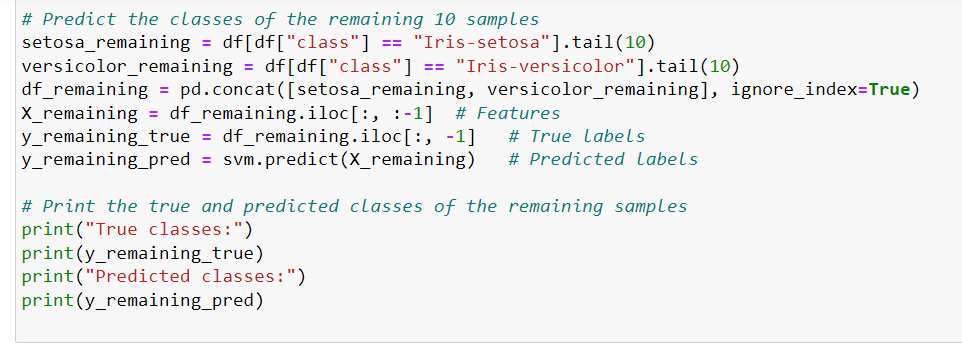 # Predict the classes of the remaining 10 samples
setosa_remaining = df[df["class"] == "Iris-setosa"].tail(10)
versicolor_remaining = df[df["class"] == "Iris-versicolor"].tail(10)
df_remaining = pd.concat([setosa_remaining, versicolor_remaining], ignore_index=True)
X_remaining = df_remaining.iloc[:, :-1]  # Features
y_remaining_true = df_remaining.iloc[:, -1]   # True labels
y_remaining_pred = svm.predict(X_remaining)   # Predicted labels

# Print the true and predicted classes of the remaining samples
print("True classes:")
print(y_remaining_true)
print("Predicted classes:")
print(y_remaining_pred)